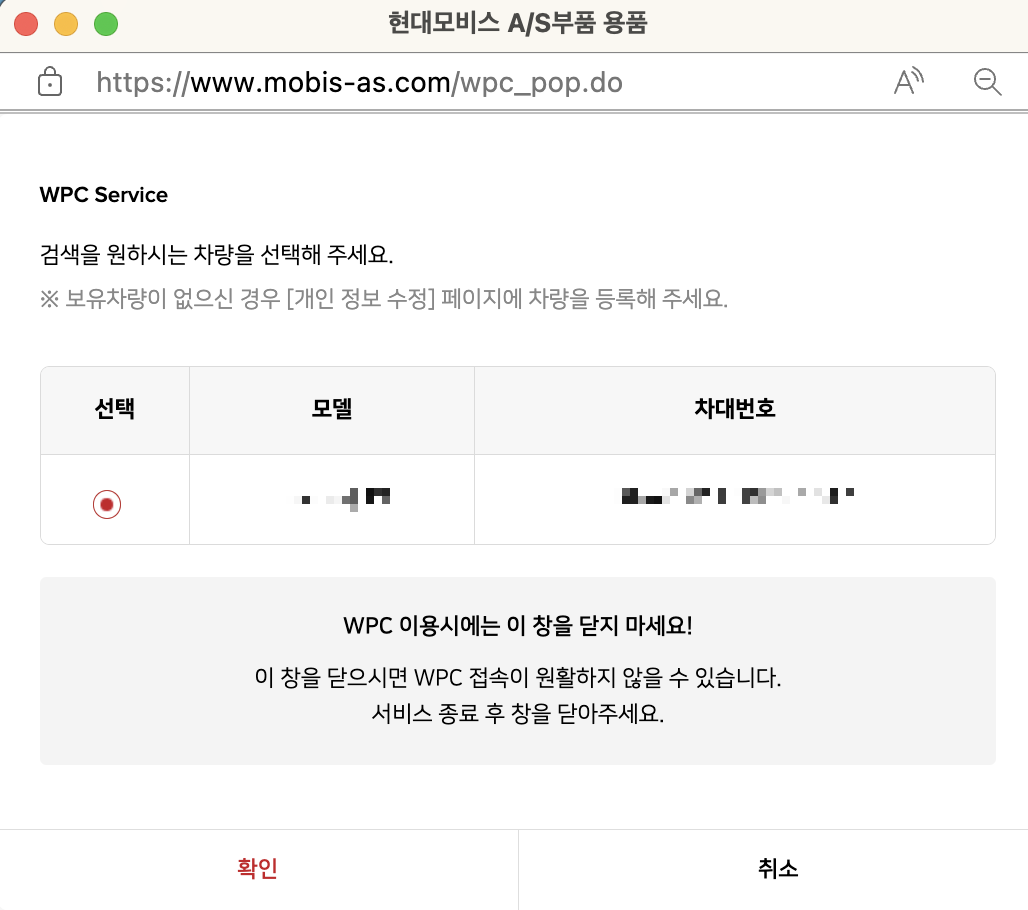 현대모비스 A/S부품 용품
https://www.mobis-as.com/wpc_pop.do
WPC Service
검색을 원하시는 차량을 선택해 주세요.
※ 보유차량이 없으신 경우 [개인 정보 수정] 페이지에 차량을 등록해 주세요.
선택 모델 차대번호
WPC 이용시에는 이 창을 닫지 마세요!
이 창을 닫으시면 WPC 접속이 원활하지 않을 수 있습니다.
서비스 종료 후 창을 닫아주세요.
확인 취소